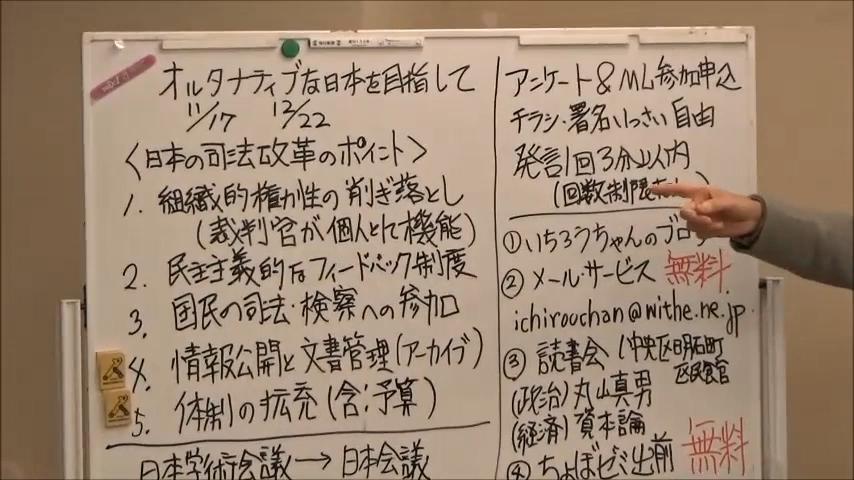 オルタナティブな日本を目指して
11/17 12/22
〈日本の司法改革のポイント〉
1. 組織的権力性の削ぎ落とし
(裁判官が個人として機能)
2. 民主主義的なフィードバック制度
3. 国民の司法・検察への参加
4. 情報公開と文書管理(アーカイブ)
5. 体制の拡充(含:予算)
日本学術会議→日本会議
アンケート&ML参加申込
チラシ・署名いっさい自由
発言1回3分以内
(回数制限なし)
①いちろうちゃんのブロ
②メールサービス 無料
ichirouchan@withe.ne.jp
③読書会(中央区明石町
区民館
(政治)丸山真男
(経済)資本論
④ちょぼゼミ出前 無料